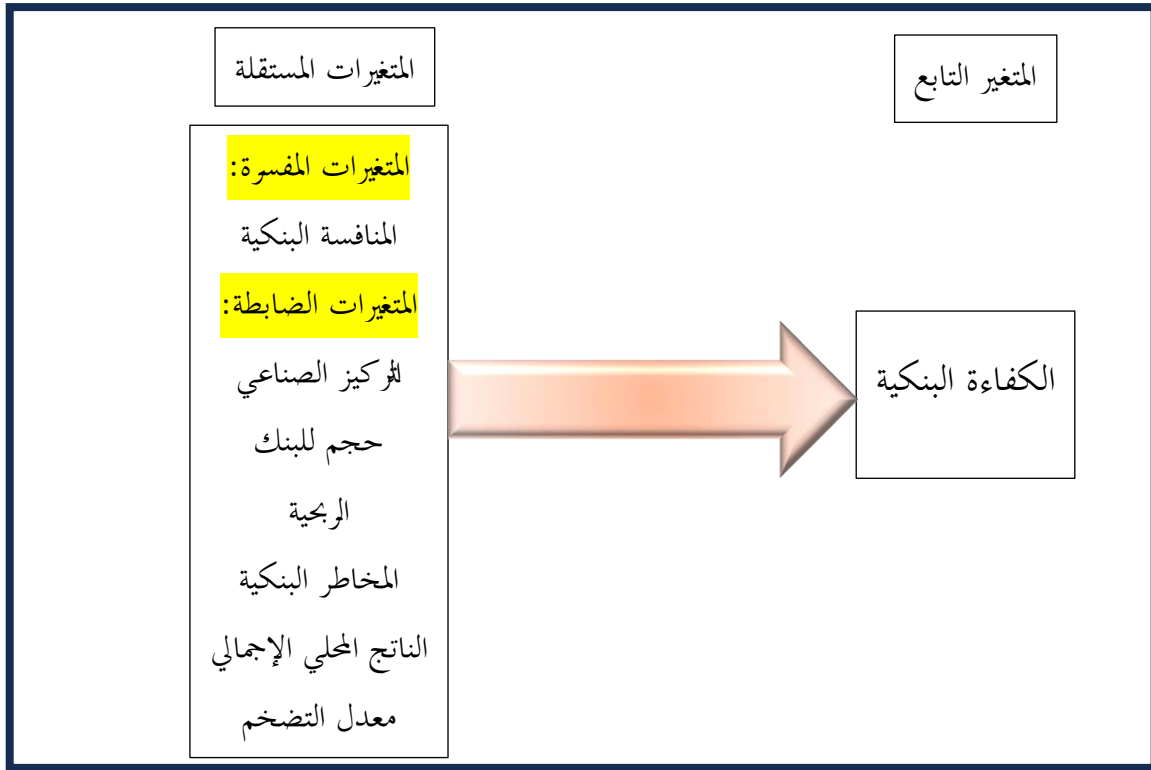 المتغيرات المستقلة
المتغير التابع
المتغيرات المفسرة:
المنافسة البنكية
المتغيرات الضابطة:
التركيز الصناعي
حجم للبنك
الربحية
المخاطر البنكية
الناتج المحلي الإجمالي
معدل التضخم
الكفاءة البنكية